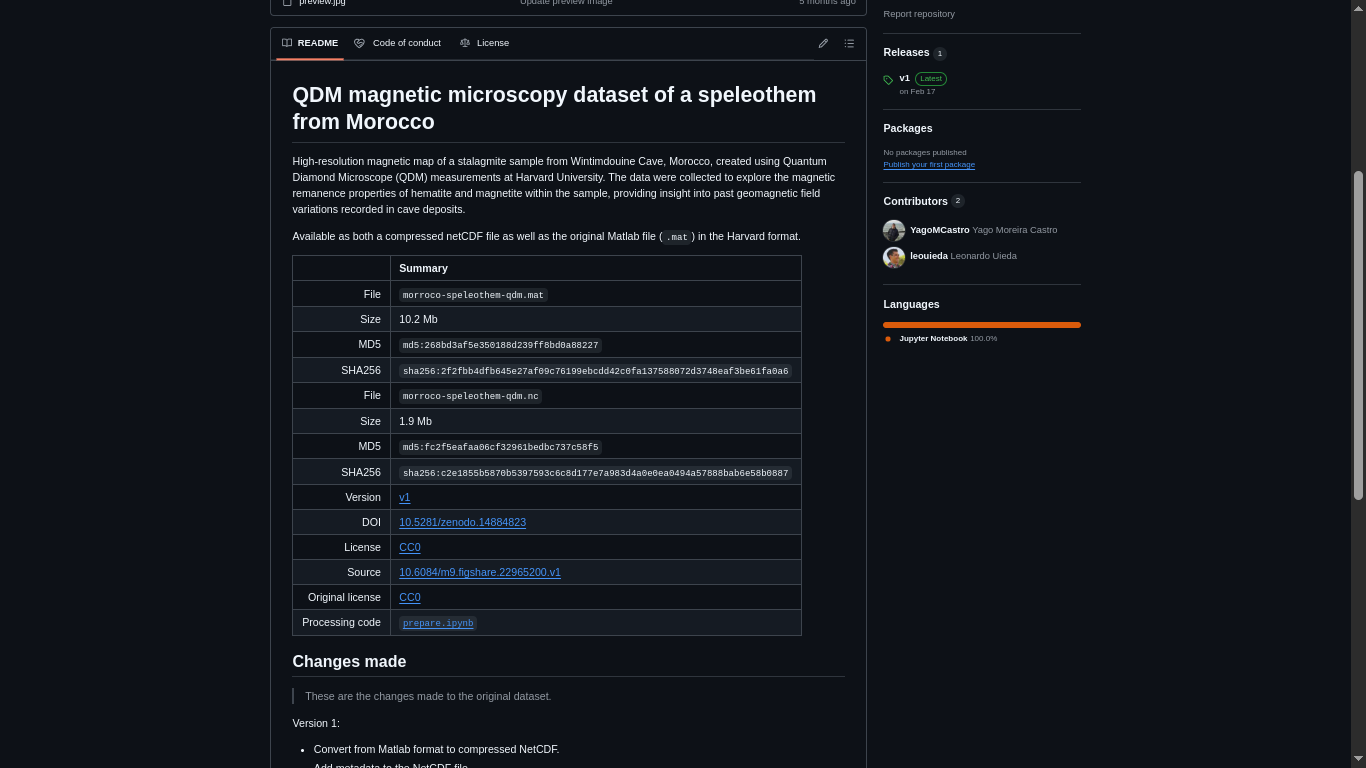 preview.jpg Update preview image 5 months ago
README Code of conduct License
QDM magnetic microscopy dataset of a speleothem
from Morocco
High-resolution magnetic map of a stalagmite sample from Wintimdouine Cave, Morocco, created using Quantum
Diamond Microscope (QDM) measurements at Harvard University. The data were collected to explore the magnetic
remanence properties of hematite and magnetite within the sample, providing insight into past geomagnetic field
variations recorded in cave deposits.
Available as both a compressed netCDF file as well as the original Matlab file ( .mat ) in the Harvard format.
Summary
File morroco-speleothem-qdm.mat
Size 10.2 Mb
MD5 md5:268bd3af5e350188d239ff8bd0a88227
SHA256 sha256:2f2fbb4dfb645e27af09c76199ebcdd42c0fa137588072d3748eaf3be61fa0a6
File morroco-speleothem-qdm.nc
Size 1.9 Mb
MD5 md5:fc2f5eafaa06cf32961bedbc737c58f5
SHA256 sha256:c2e1855b5870b5397593c6c8d177e7a983d4a0e0ea0494a57888bab6e58b0887
Version v1
DOI 10.5281/zenodo.14884823
License CC0
Source 10.6084/m9.figshare.22965200.v1
Original license CC0
Processing code prepare.ipynb
Changes made
These are the changes made to the original dataset.
Version 1:
• Convert from Matlab format to compressed NetCDF.
• Add metadata to the NetCDF file.
Report repository
Releases 1
v1 Latest
on Feb 17
Packages
No packages published
Publish your first package
Contributors 2
YagoMCastro Yago Moreira Castro
leouieda Leonardo Uieda
Languages
Jupyter Notebook 100.0%